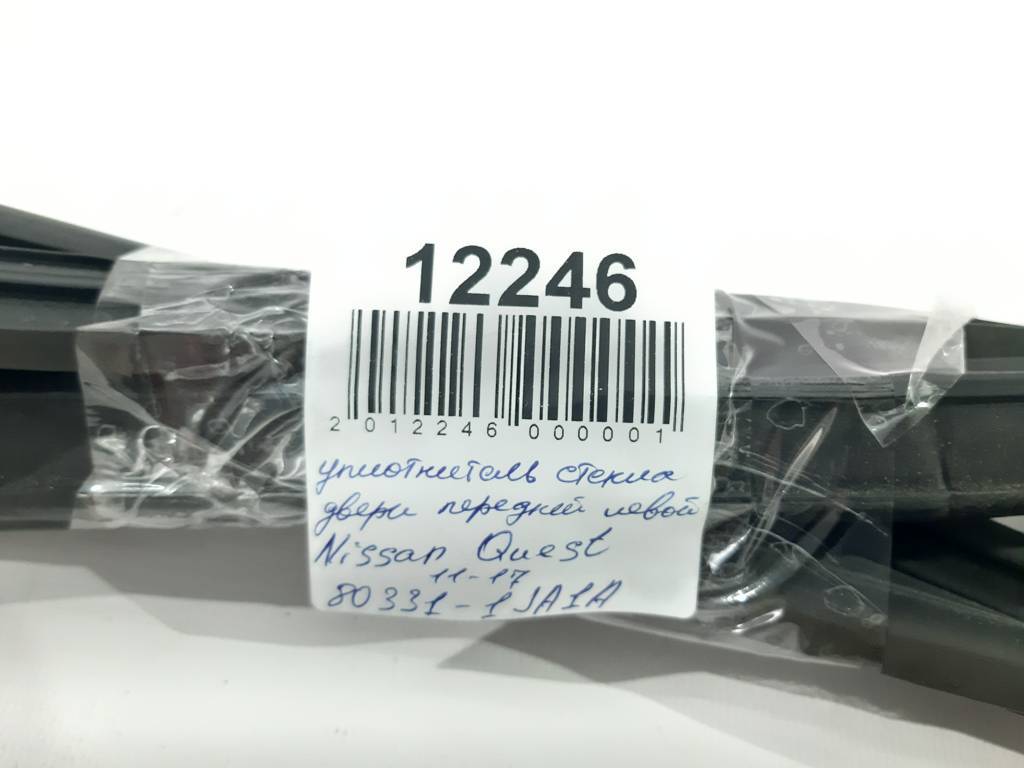 12246
2 012246 000001
уплотнитель стекла
двери передней левой
Nissan Quest
11-17
80331-1JA1A